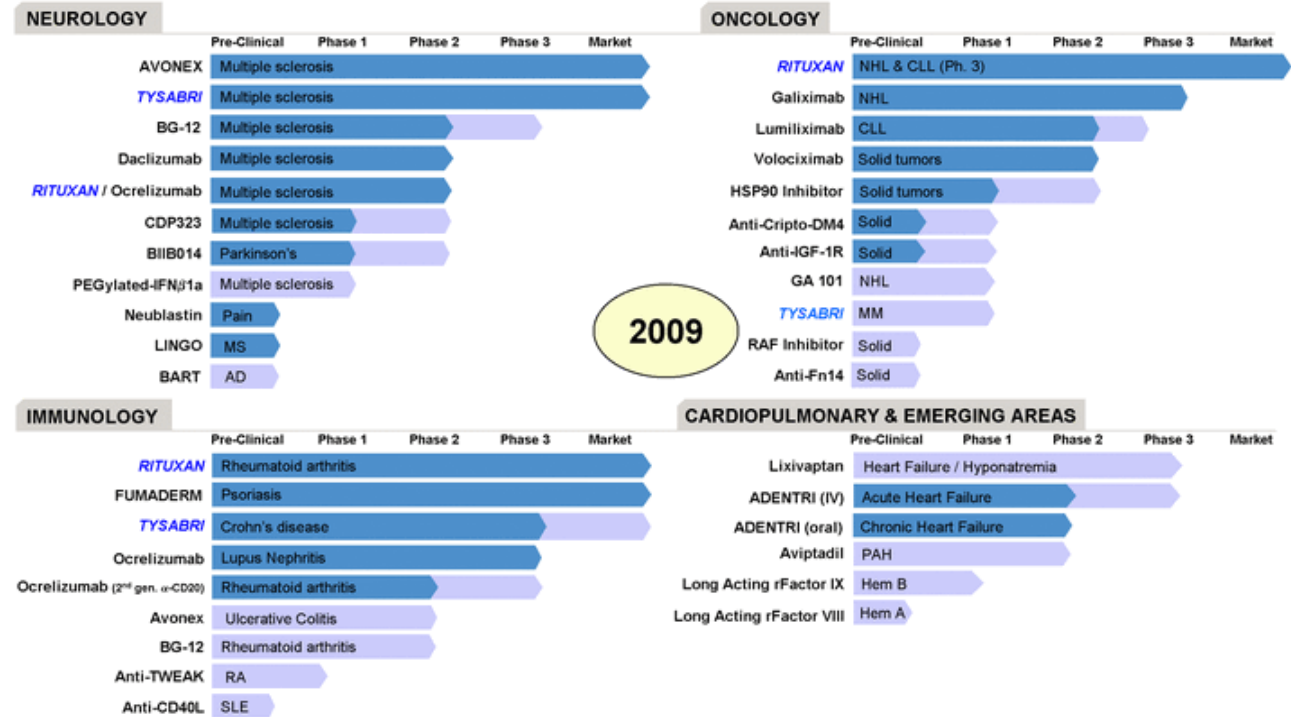 NEUROLOGY
Pre-Clinical Phase 1 Phase 2 Phase 3 Market
AVONEX Multiple sclerosis
TYSABRI Multiple sclerosis
BG-12 Multiple sclerosis
Daclizumab Multiple sclerosis
RITUXAN / Ocrelizumab Multiple sclerosis
CDP323 Multiple sclerosis
BIIB014 Parkinson's
PEGylated-IFNβ1a Multiple sclerosis
Neublastin Pain
LINGO MS
BART AD
ONCOLOGY
Pre-Clinical Phase 1 Phase 2 Phase 3 Market
RITUXAN NHL & CLL (Ph. 3)
Galiximab NHL
Lumiliximab CLL
Volociximab Solid tumors
HSP90 Inhibitor Solid tumors
Anti-Cripto-DM4 Solid
Anti-IGF-1R Solid
GA 101 NHL
TYSABRI MM
RAF Inhibitor Solid
Anti-Fn14 Solid
2009
IMMUNOLOGY
Pre-Clinical Phase 1 Phase 2 Phase 3 Market
RITUXAN Rheumatoid arthritis
FUMADERM Psoriasis
TYSABRI Crohn's disease
Ocrelizumab Lupus Nephritis
Ocrelizumab (2nd gen. α-CD20) Rheumatoid arthritis
Avonex Ulcerative Colitis
BG-12 Rheumatoid arthritis
Anti-TWEAK RA
Anti-CD40L SLE
CARDIOPULMONARY & EMERGING AREAS
Pre-Clinical Phase 1 Phase 2 Phase 3 Market
Lixivaptan Heart Failure / Hyponatremia
ADENTRI (IV) Acute Heart Failure
ADENTRI (oral) Chronic Heart Failure
Aviptadil PAH
Long Acting rFactor IX Hem B
Long Acting rFactor VIII Hem A